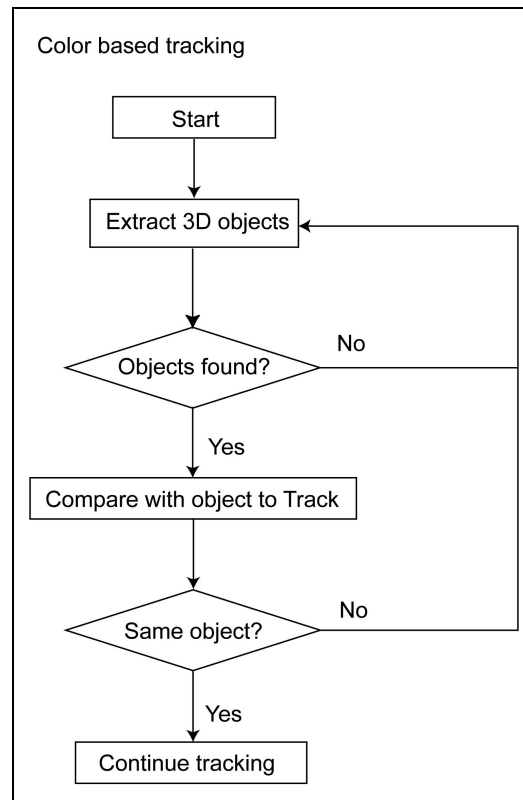 Color based tracking
Start
Extract 3D objects
Objects found?
No
Yes
Compare with object to Track
Same object?
No
Yes
Continue tracking